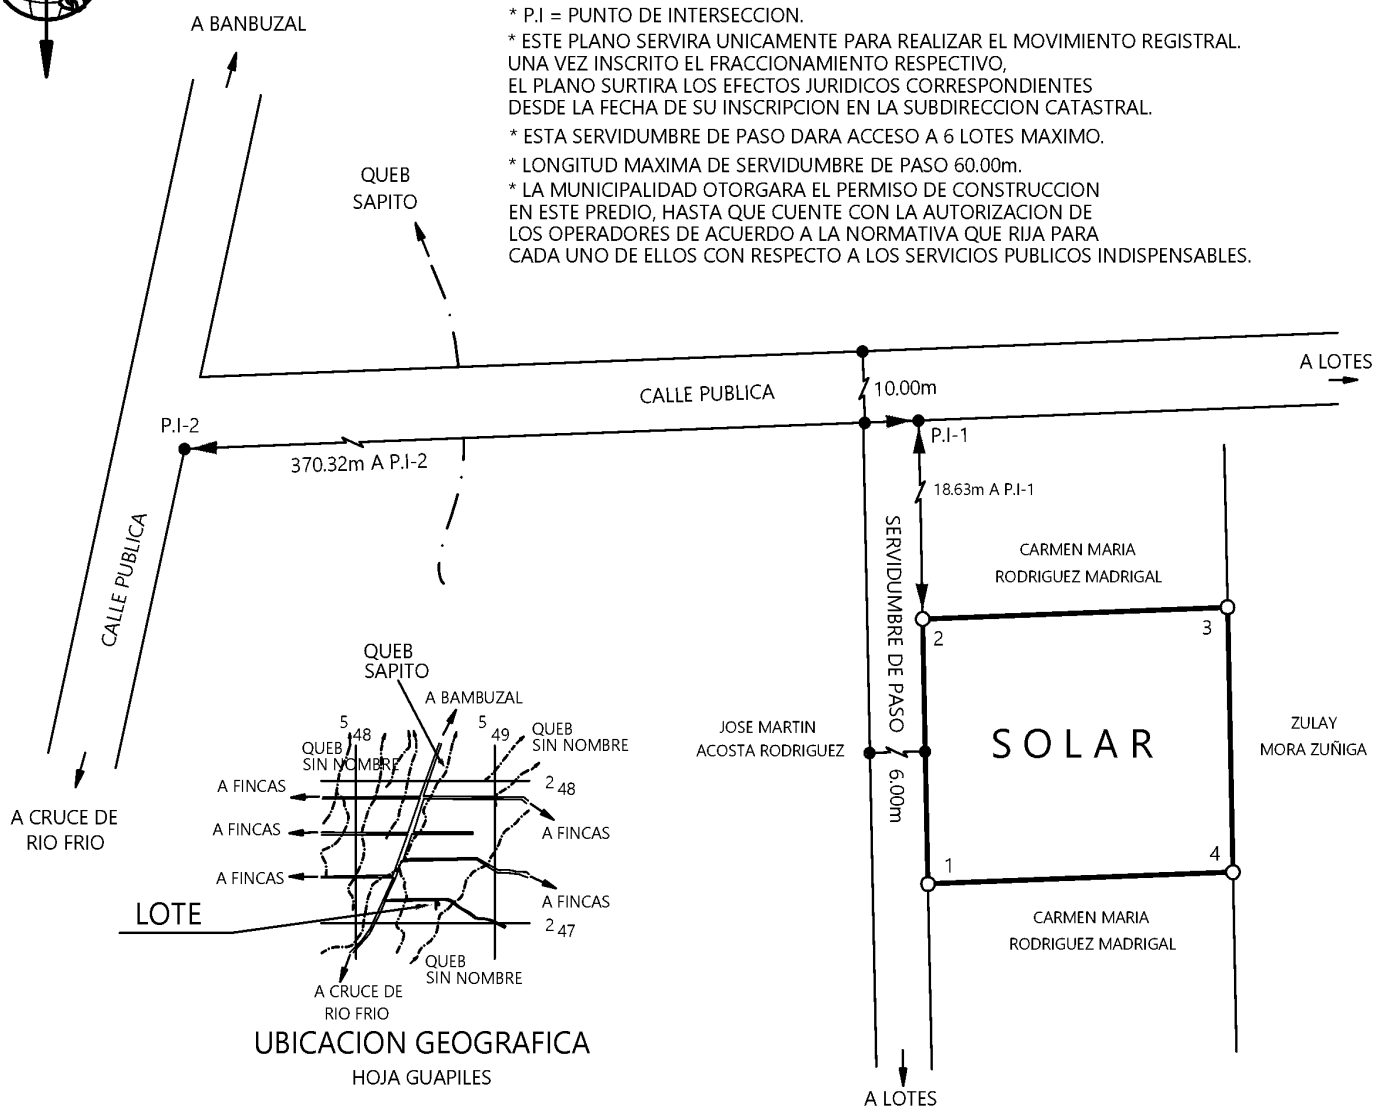 * P.I = PUNTO DE INTERSECCION.
* ESTE PLANO SERVIRA UNICAMENTE PARA REALIZAR EL MOVIMIENTO REGISTRAL.
UNA VEZ INSCRITO EL FRACCIONAMIENTO RESPECTIVO,
EL PLANO SURTIRA LOS EFECTOS JURIDICOS CORRESPONDIENTES
DESDE LA FECHA DE SU INSCRIPCION EN LA SUBDIRECCION CATASTRAL.
* ESTA SERVIDUMBRE DE PASO DARA ACCESO A 6 LOTES MAXIMO.
* LONGITUD MAXIMA DE SERVIDUMBRE DE PASO 60.00m.
* LA MUNICIPALIDAD OTORGARA EL PERMISO DE CONSTRUCCION
EN ESTE PREDIO, HASTA QUE CUENTE CON LA AUTORIZACION DE
LOS OPERADORES DE ACUERDO A LA NORMATIVA QUE RIJA PARA
CADA UNO DE ELLOS CON RESPECTO A LOS SERVICIOS PUBLICOS INDISPENSABLES.
A BANBUZAL
QUEB
SAPITO
A LOTES
CALLE PUBLICA
10.00m
P.I-2
P.I-1
370.32m A P.I-2
18.63m A P.I-1
CALLE PUBLICA
SERVIDUMBRE DE PASO
6.00m
CARMEN MARIA
RODRIGUEZ MADRIGAL
2
3
JOSE MARTIN
ACOSTA RODRIGUEZ
SOLAR
ZULAY
MORA ZUÑIGA
1
4
CARMEN MARIA
RODRIGUEZ MADRIGAL
A LOTES
A CRUCE DE
RIO FRIO
QUEB
SAPITO
A BAMBUZAL
5 48
5 49
QUEB
SIN NOMBRE
QUEB
SIN NOMBRE
2 48
A FINCAS
A FINCAS
A FINCAS
A FINCAS
A FINCAS
LOTE
2 47
QUEB
SIN NOMBRE
A CRUCE DE
RIO FRIO
UBICACION GEOGRAFICA
HOJA GUAPILES